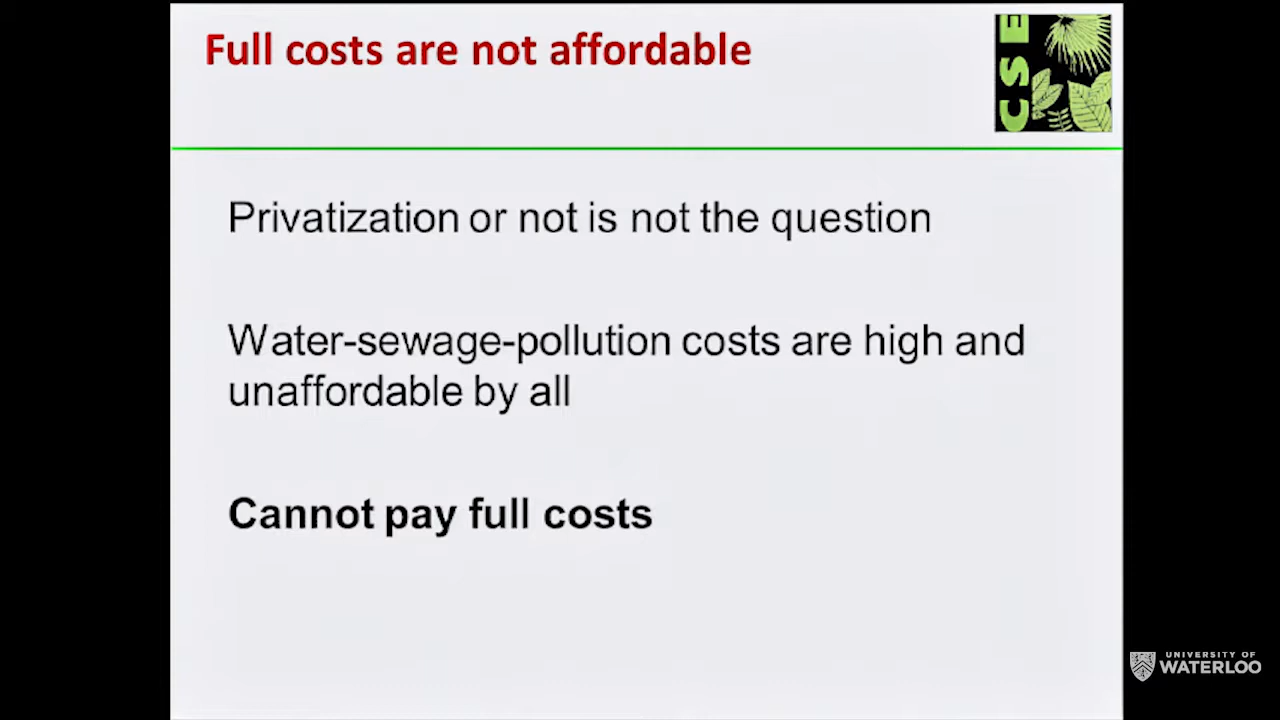 Full costs are not affordable
CSE
Privatization or not is not the question
Water-sewage-pollution costs are high and
unaffordable by all
Cannot pay full costs
UNIVERSITY OF
WATERLOO